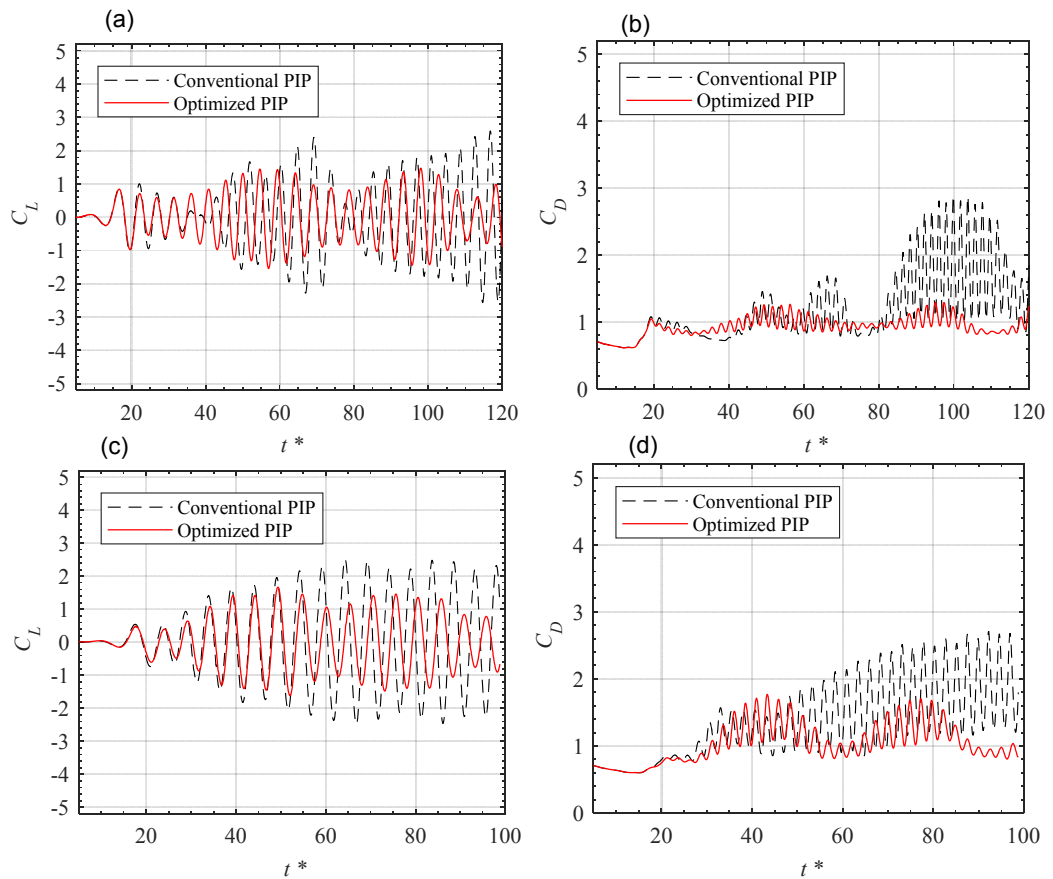 (a)
5
4
3
2
1
0
-1
-2
-3
-4
-5
C_L
Conventional PIP
Optimized PIP
20 40 60 80 100 120
t *
(b)
5
4
3
2
1
0
C_D
Conventional PIP
Optimized PIP
20 40 60 80 100 120
t *
(c)
5
4
3
2
1
0
-1
-2
-3
-4
-5
C_L
Conventional PIP
Optimized PIP
20 40 60 80 100
t *
(d)
5
4
3
2
1
0
C_D
Conventional PIP
Optimized PIP
20 40 60 80 100
t *